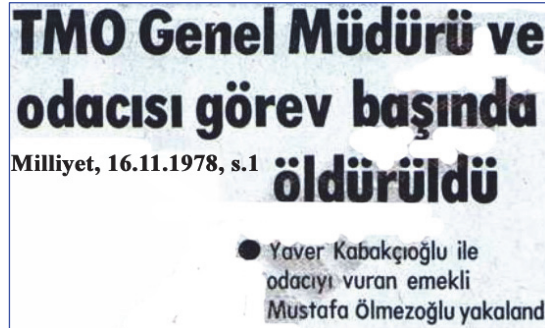 TMO Genel Müdürü ve
odacısı görev başında
Milliyet, 16.11.1978, s.1
öldürüldü
● Yaver Kabakçıoğlu ile
odacıyı vuran emekli
Mustafa Ölmezoğlu yakaland